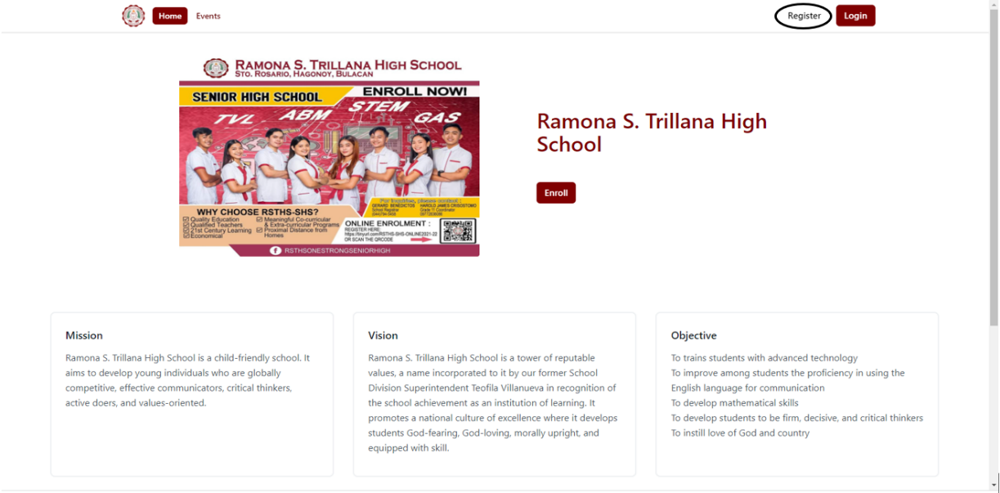 Home Events Register Login
RAMONA S. TRILLANA HIGH SCHOOL
STO. ROSARIO, HAGONOY, BULACAN
SENIOR HIGH SCHOOL
ENROLL NOW!
TVL ABM STEM GAS
For inquiries, please contact :
GERARD BENEDICTOS
School Registrar
HAROLD JAMES CRISOSTOMO
Grade 11 Coordinator
WHY CHOOSE RSTHS-SHS?
Quality Education
Qualified Teachers
21st Century Learning
Economical
Meaningful Co-curricular
& Extra-curricular Programs
Proximal Distance from
Homes
ONLINE ENROLMENT :
REGISTER HERE:
https://tinyurl.com/RSTHS-SHS-ONLINE2021-22
OR SCAN THE QRCODE
RSTHSONESTRONGSENIORHIGH
Ramona S. Trillana High
School
Enroll
Mission
Ramona S. Trillana High School is a child-friendly school. It
aims to develop young individuals who are globally
competitive, effective communicators, critical thinkers,
active doers, and values-oriented.
Vision
Ramona S. Trillana High School is a tower of reputable
values, a name incorporated to it by our former School
Division Superintendent Teofila Villanueva in recognition of
the school achievement as an institution of learning. It
promotes a national culture of excellence where it develops
students God-fearing, God-loving, morally upright, and
equipped with skill.
Objective
To trains students with advanced technology
To improve among students the proficiency in using the
English language for communication
To develop mathematical skills
To develop students to be firm, decisive, and critical thinkers
To instill love of God and country